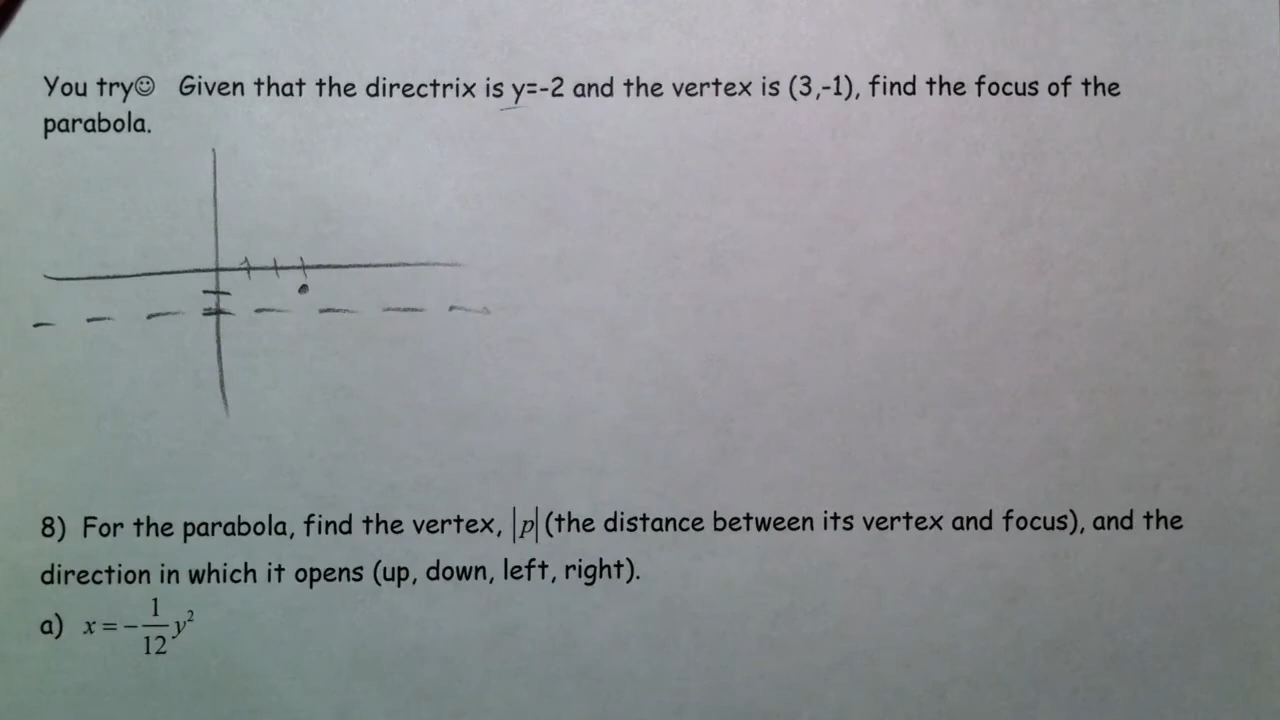 You try☺ Given that the directrix is y=-2 and the vertex is (3,-1), find the focus of the
parabola.
8) For the parabola, find the vertex, |p| (the distance between its vertex and focus), and the
direction in which it opens (up, down, left, right).
a) x = -1/12 y²